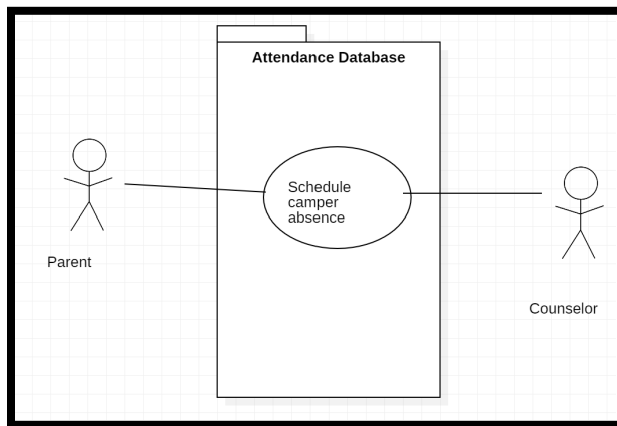 Attendance Database
Schedule
camper
absence
Parent
Counselor